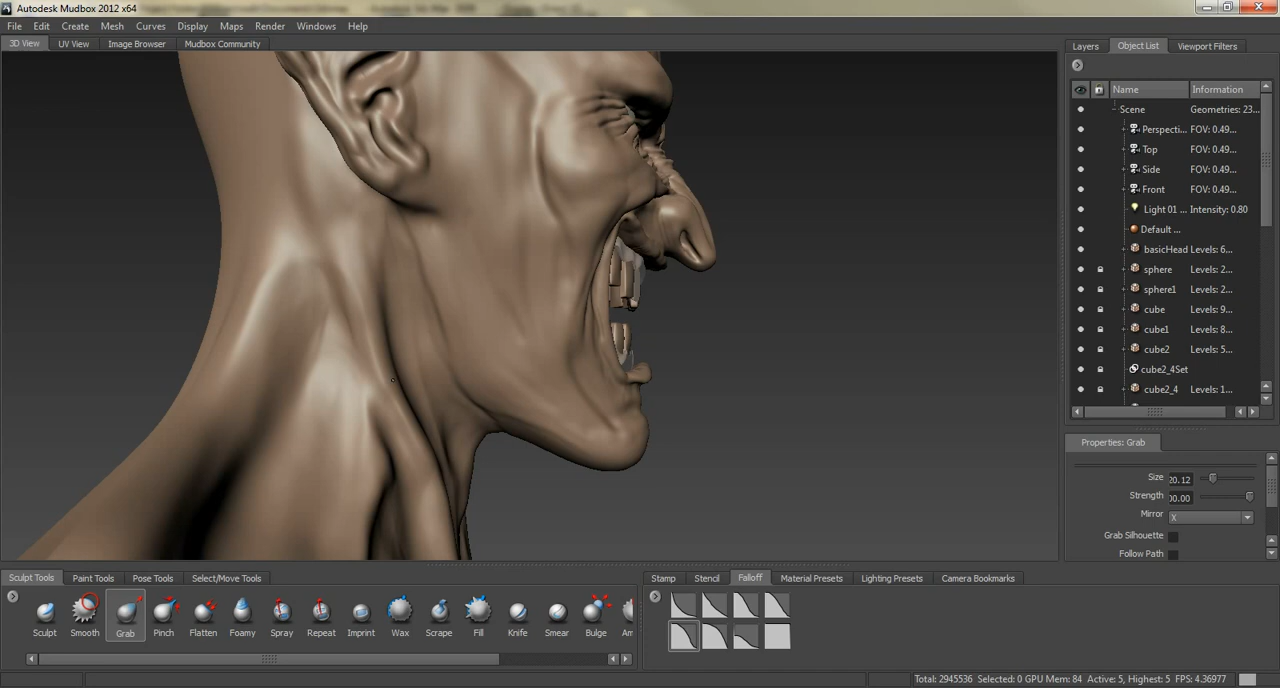 Autodesk Mudbox 2012 x64
File Edit Create Mesh Curves Display Maps Render Windows Help
3D View UV View Image Browser Mudbox Community
Layers Object List Viewport Filters
Name Information
Scene Geometries: 23...
Perspecti... FOV: 0.49...
Top FOV: 0.49...
Side FOV: 0.49...
Front FOV: 0.49...
Light 01 ... Intensity: 0.80
Default ...
basicHead Levels: 6...
sphere Levels: 2...
sphere1 Levels: 2...
cube Levels: 9...
cube1 Levels: 8...
cube2 Levels: 5...
cube2_4Set
cube2_4 Levels: 1...
Properties: Grab
Size 20.12
Strength 00.00
Mirror X
Grab Silhouette
Follow Path
Sculpt Tools Paint Tools Pose Tools Select/Move Tools
Sculpt Smooth Grab Pinch Flatten Foamy Spray Repeat Imprint Wax Scrape Fill Knife Smear Bulge Am
Stamp Stencil Falloff Material Presets Lighting Presets Camera Bookmarks
Total: 2945536 Selected: 0 GPU Mem: 84 Active: 5, Highest: 5 FPS: 4.36977